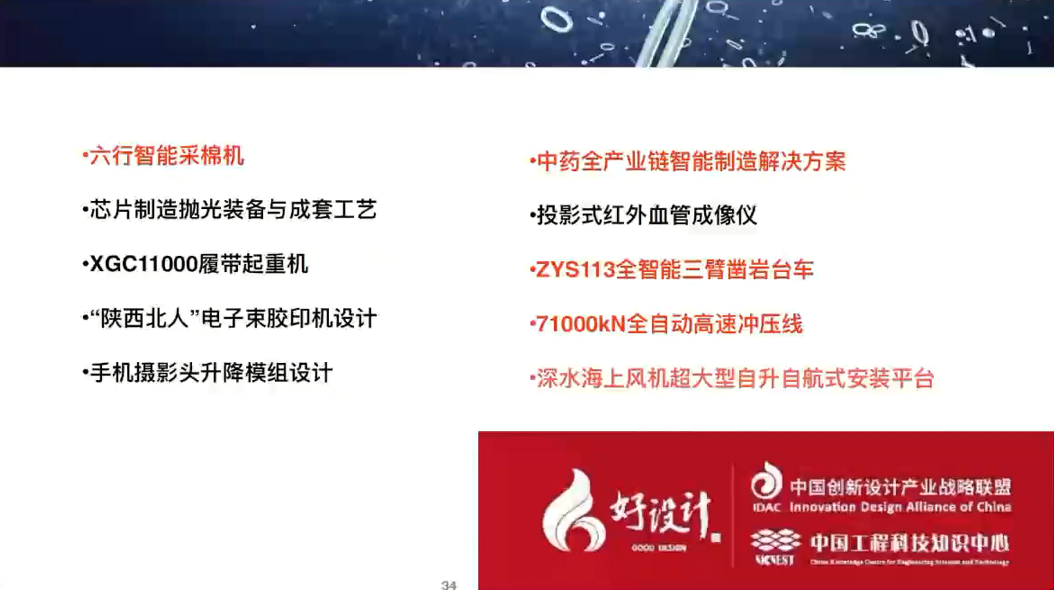 •六行智能采棉机
•芯片制造抛光装备与成套工艺
•XGC11000履带起重机
•“陕西北人”电子束胶印机设计
•手机摄影头升降模组设计
•中药全产业链智能制造解决方案
•投影式红外血管成像仪
•ZYS113全智能三臂凿岩台车
•71000kN全自动高速冲压线
•深水海上风机超大型自升自航式安装平台
好设计
GOOD DESIGN
中国创新设计产业战略联盟
IDAC Innovation Design Alliance of China
中国工程科技知识中心
China Knowledge Centre for Engineering Sciences and Technology
34